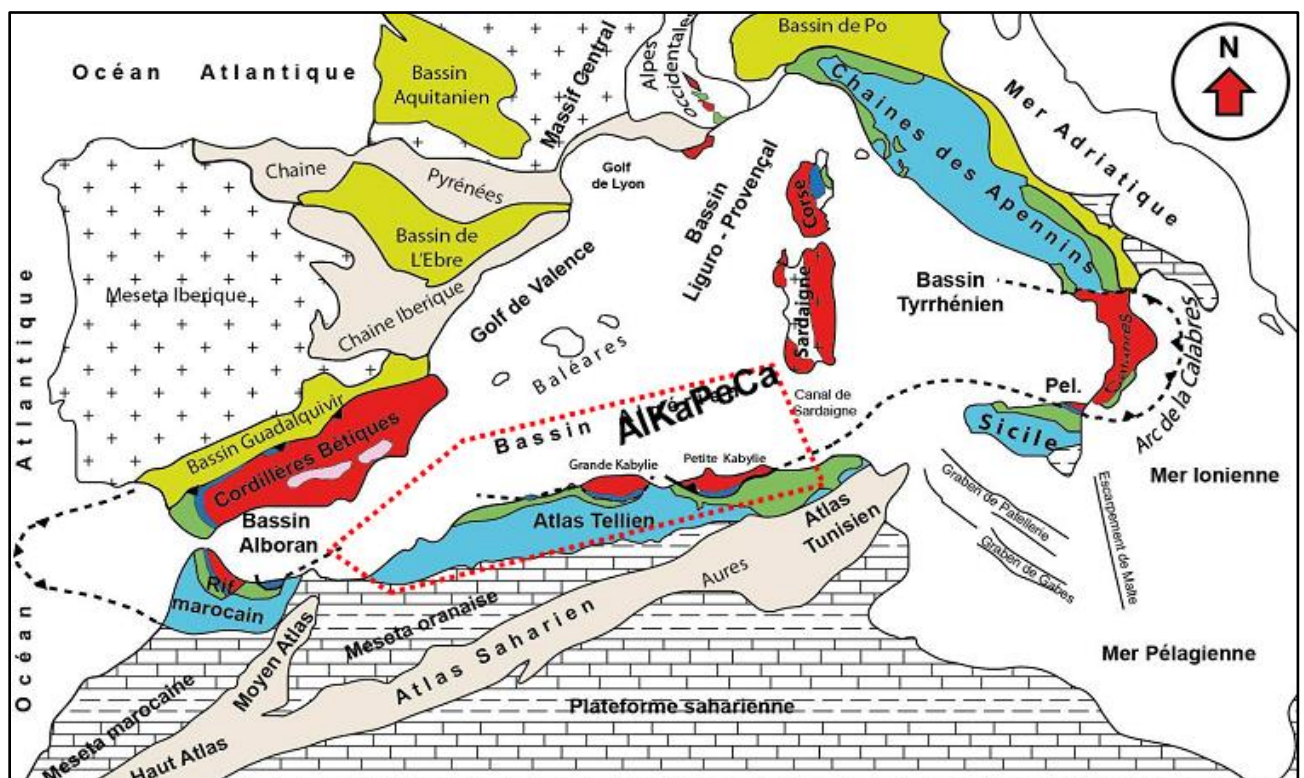 Océan Atlantique
Bassin
Aquitanien
Massif Central
Alpes
Occidentales
Bassin de Po
N
Mer Adriatique
Chaines des Apennins
Chaine
Pyrénées
Golf
de Lyon
Bassin
Liguro - Provençal
Corse
Bassin de
L'Ebre
Meseta Iberique
Chaine Iberique
Golf de Valence
Baléares
Sardaigne
Bassin
Tyrrhénien
Arc de la Calabres
Atlantique
Océan
Bassin Guadalquivir
Cordillères Bétiques
Bassin
AlKaPeCa
Canal de
Sardaigne
Pel.
Sicile
Mer Ionienne
Grande Kabylie
Petite Kabylie
Bassin
Alboran
Atlas Tellien
Atlas
Tunisien
Graben de Patellerie
Graben de Gabes
Escarpement de Malte
Rif
marocain
Aures
Meseta oranaise
Moyen Atlas
Atlas Saharien
Mer Pélagienne
Meseta marocaine
Haut Atlas
Plateforme saharienne